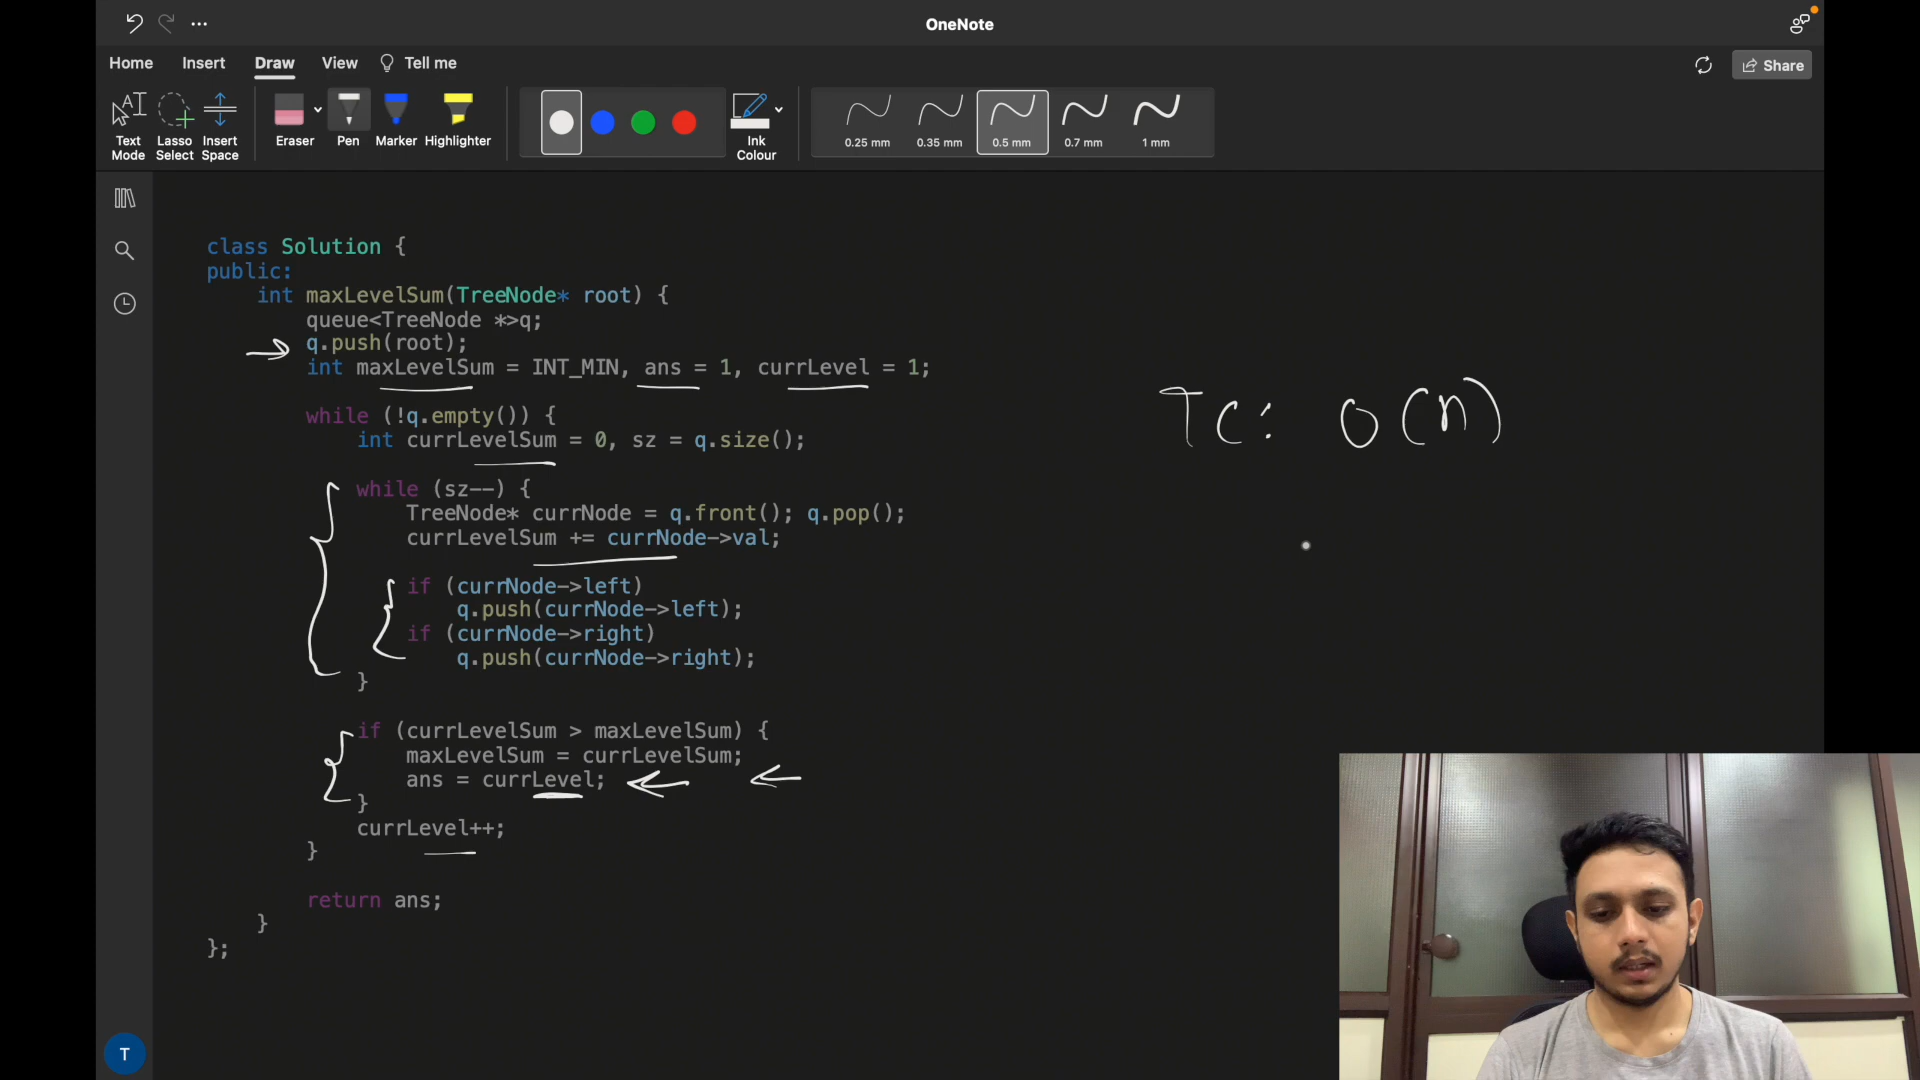 OneNote
Home Insert Draw View Tell me
Share
Text Mode
Lasso Select
Insert Space
Eraser
Pen
Marker
Highlighter
Ink Colour
0.25 mm
0.35 mm
0.5 mm
0.7 mm
1 mm
class Solution {
public:
    int maxLevelSum(TreeNode* root) {
        queue<TreeNode *>q;
        q.push(root);
        int maxLevelSum = INT_MIN, ans = 1, currLevel = 1;
        while (!q.empty()) {
            int currLevelSum = 0, sz = q.size();
            while (sz--) {
                TreeNode* currNode = q.front(); q.pop();
                currLevelSum += currNode->val;
                if (currNode->left)
                    q.push(currNode->left);
                if (currNode->right)
                    q.push(currNode->right);
            }
            if (currLevelSum > maxLevelSum) {
                maxLevelSum = currLevelSum;
                ans = currLevel;
            }
            currLevel++;
        }
        return ans;
    }
};
TC: O(n)
T